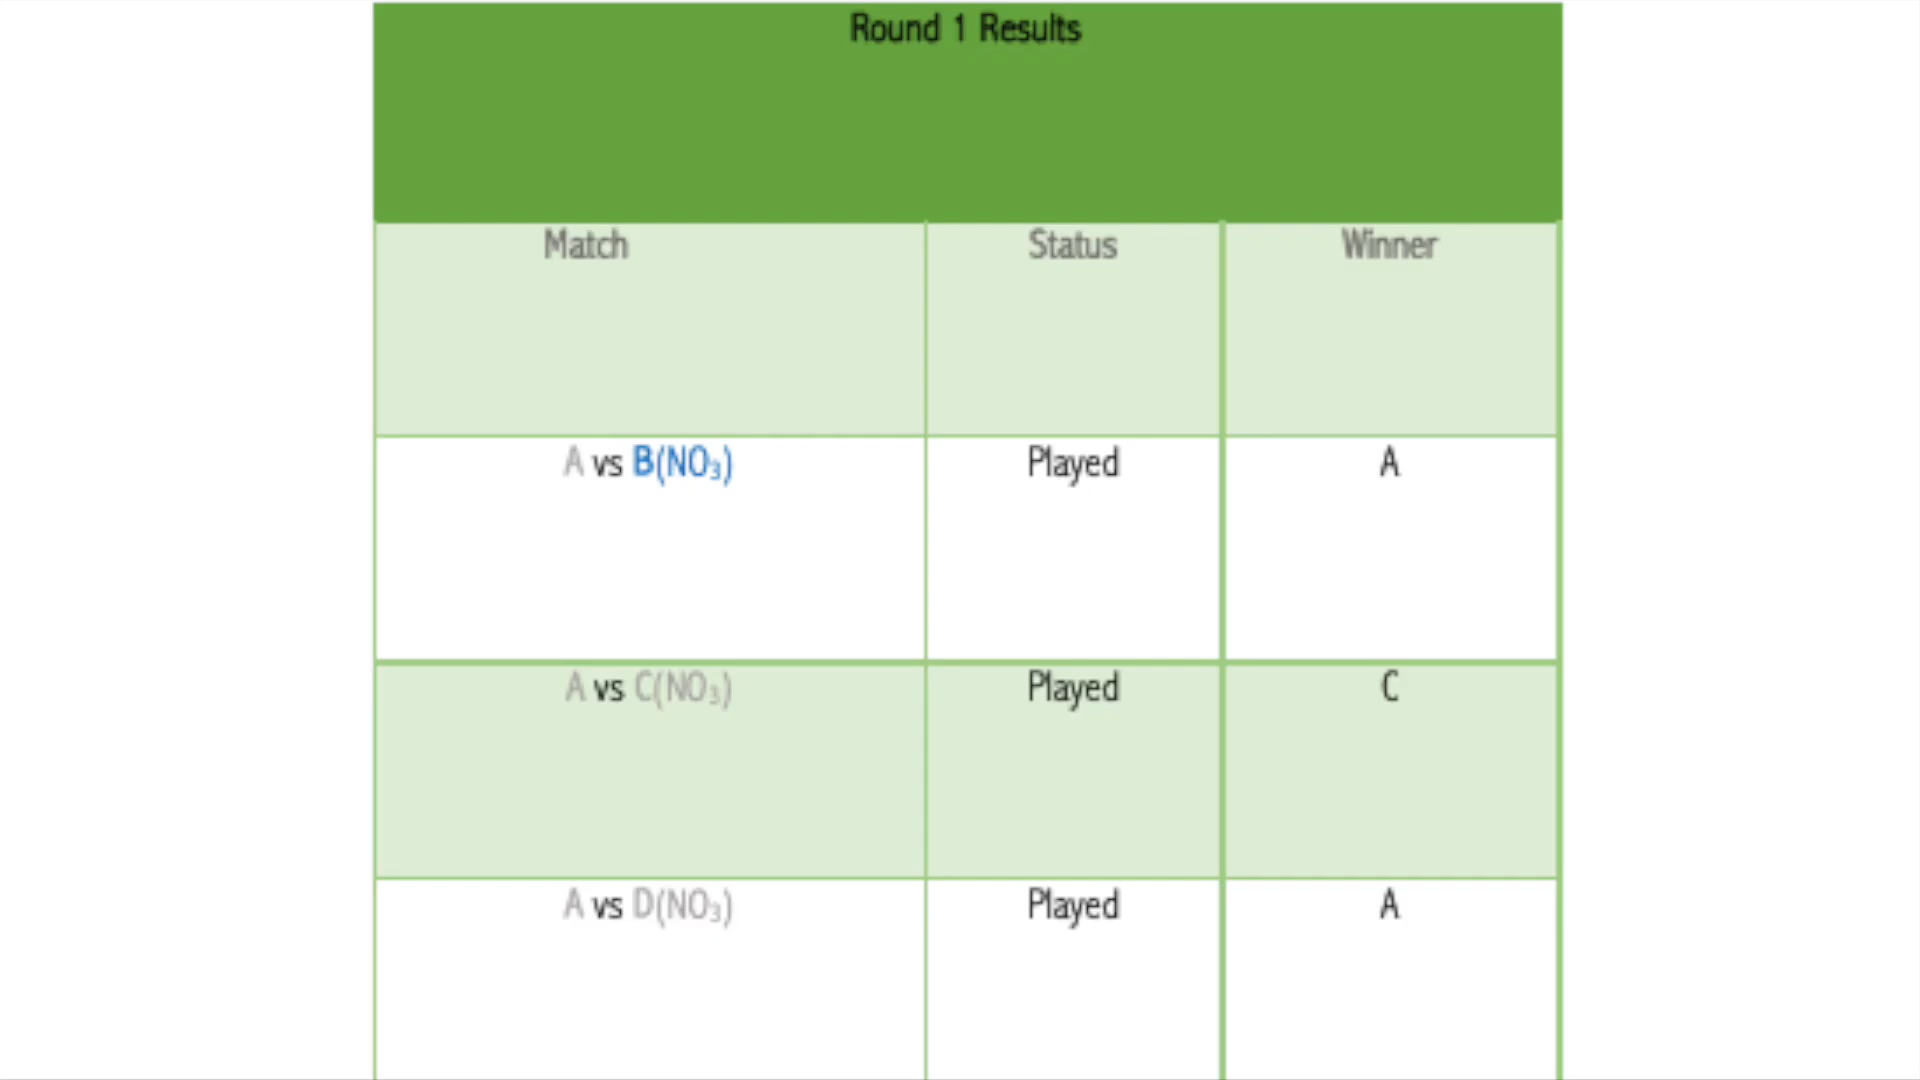 Round 1 Results
Match Status Winner
A vs B(NO₃) Played A
A vs C(NO₃) Played C
A vs D(NO₃) Played A